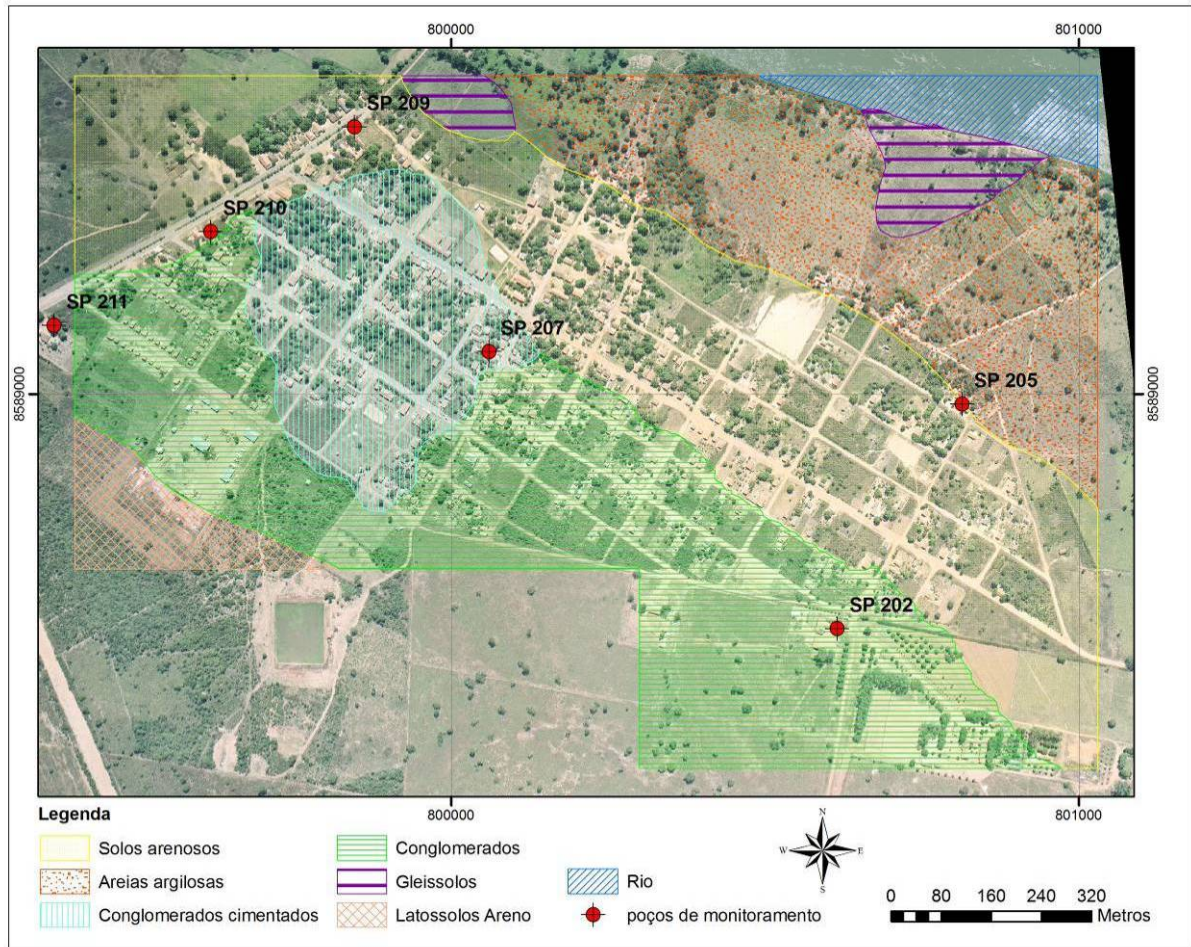 800000 801000
SP 209
SP 210
SP 211
SP 207
8589000 8589000
SP 205
SP 202
800000 801000
Legenda
Solos arenosos
Conglomerados
Areias argilosas
Gleissolos
Rio
Conglomerados cimentados
Latossolos Areno
poços de monitoramento
N
W E
S
0 80 160 240 320
Metros